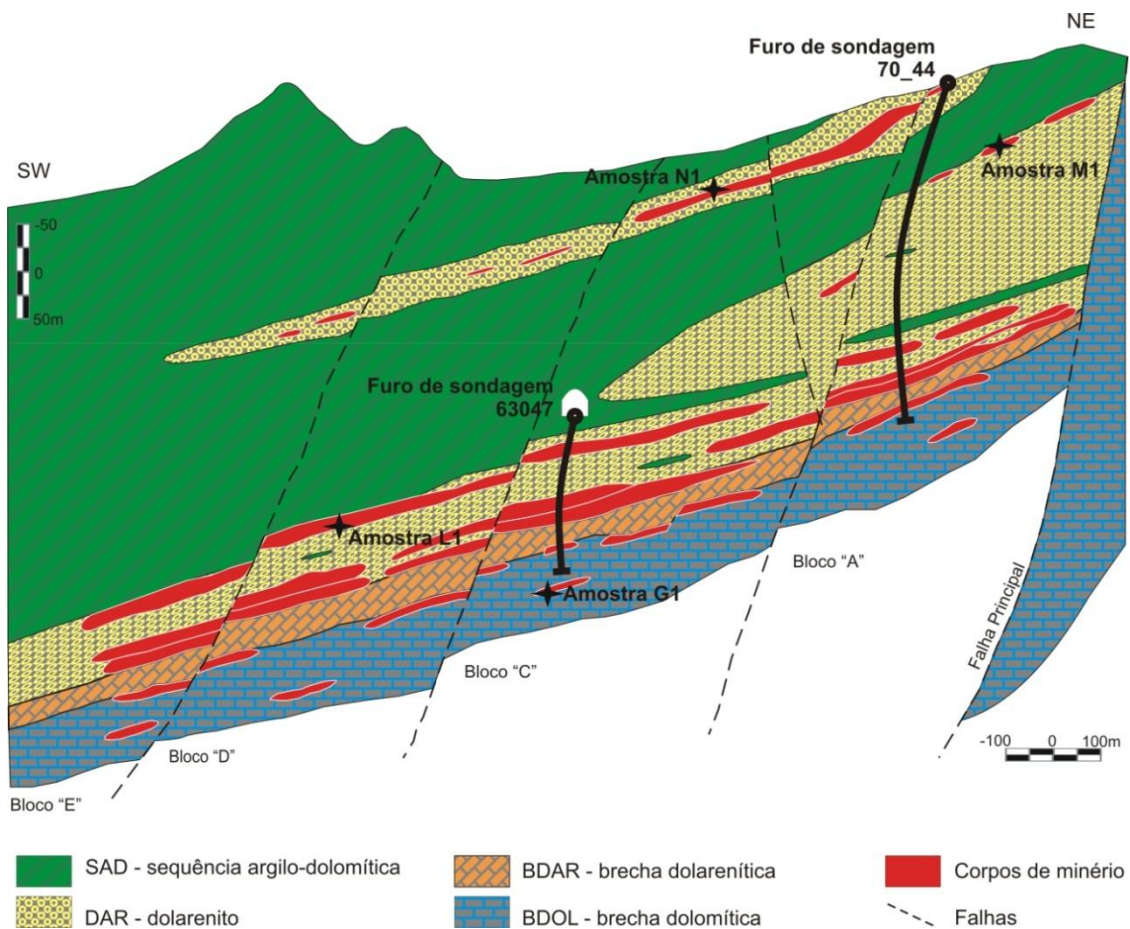 NE
Furo de sondagem
70_44
SW
Amostra N1
Amostra M1
-50
0
50m
Furo de sondagem
63047
Amostra L1
Amostra G1
Bloco “A”
Bloco “C”
Falha Principal
-100 0 100m
Bloco “D”
Bloco “E”
SAD - sequência argilo-dolomítica
BDAR - brecha dolarenítica
Corpos de minério
DAR - dolarenito
BDOL - brecha dolomítica
Falhas